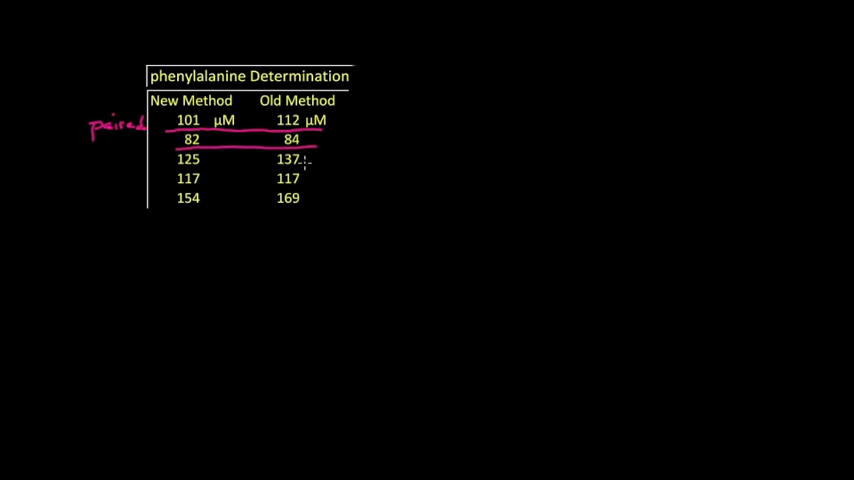 phenylalanine Determination
New Method Old Method
paired 101 µM 112 µM
82 84
125 137
117 117
154 169